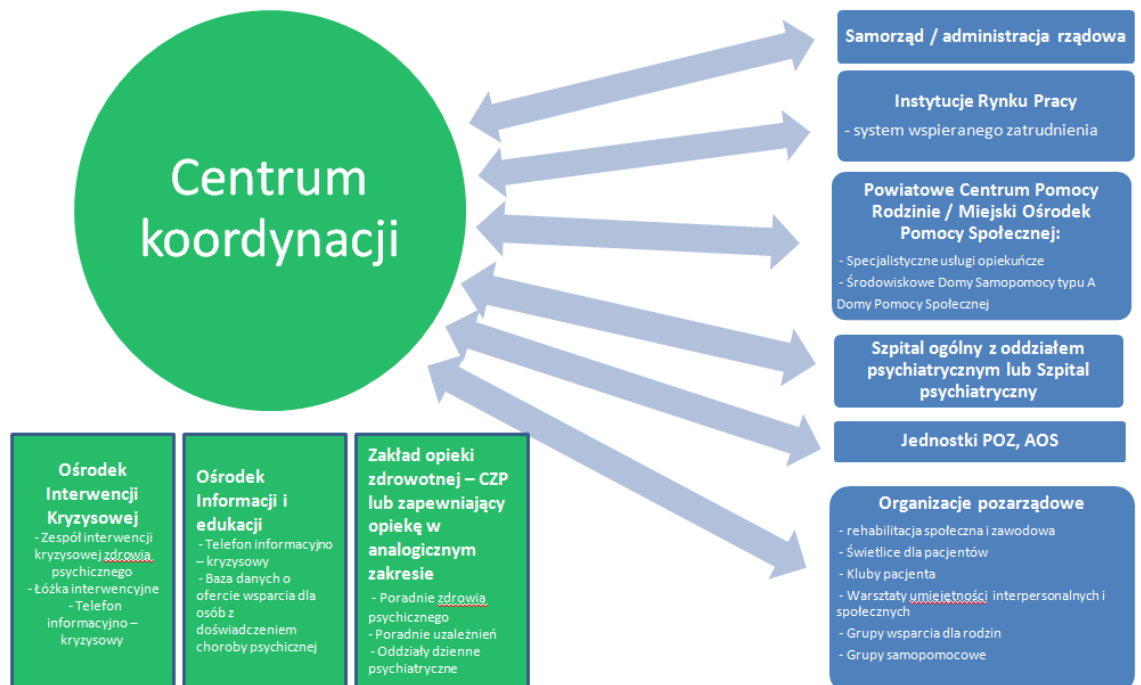 Centrum
koordynacji
Ośrodek
Interwencji
Kryzysowej
- Zespół interwencji
kryzysowej zdrowia
psychicznego
- Łóżka interwencyjne
- Telefon
informacyjno –
kryzysowy
Ośrodek
Informacji i
edukacji
- Telefon informacyjno
– kryzysowy
- Baza danych o
ofercie wsparcia dla
osób z
doświadczeniem
choroby psychicznej
Zakład opieki
zdrowotnej – CZP
lub zapewniający
opiekę w
analogicznym
zakresie
- Poradnie zdrowia
psychicznego
- Poradnie uzależnień
- Oddziały dzienne
psychiatryczne
Samorząd / administracja rządowa
Instytucje Rynku Pracy
- system wspieranego zatrudnienia
Powiatowe Centrum Pomocy
Rodzinie / Miejski Ośrodek
Pomocy Społecznej:
- Specjalistyczne usługi opiekuńcze
- Środowiskowe Domy Samopomocy typu A
Domy Pomocy Społecznej
Szpital ogólny z oddziałem
psychiatrycznym lub Szpital
psychiatryczny
Jednostki POZ, AOS
Organizacje pozarządowe
- rehabilitacja społeczna i zawodowa
- Świetlice dla pacjentów
- Kluby pacjenta
- Warsztaty umiejętności interpersonalnych i
społecznych
- Grupy wsparcia dla rodzin
- Grupy samopomocowe